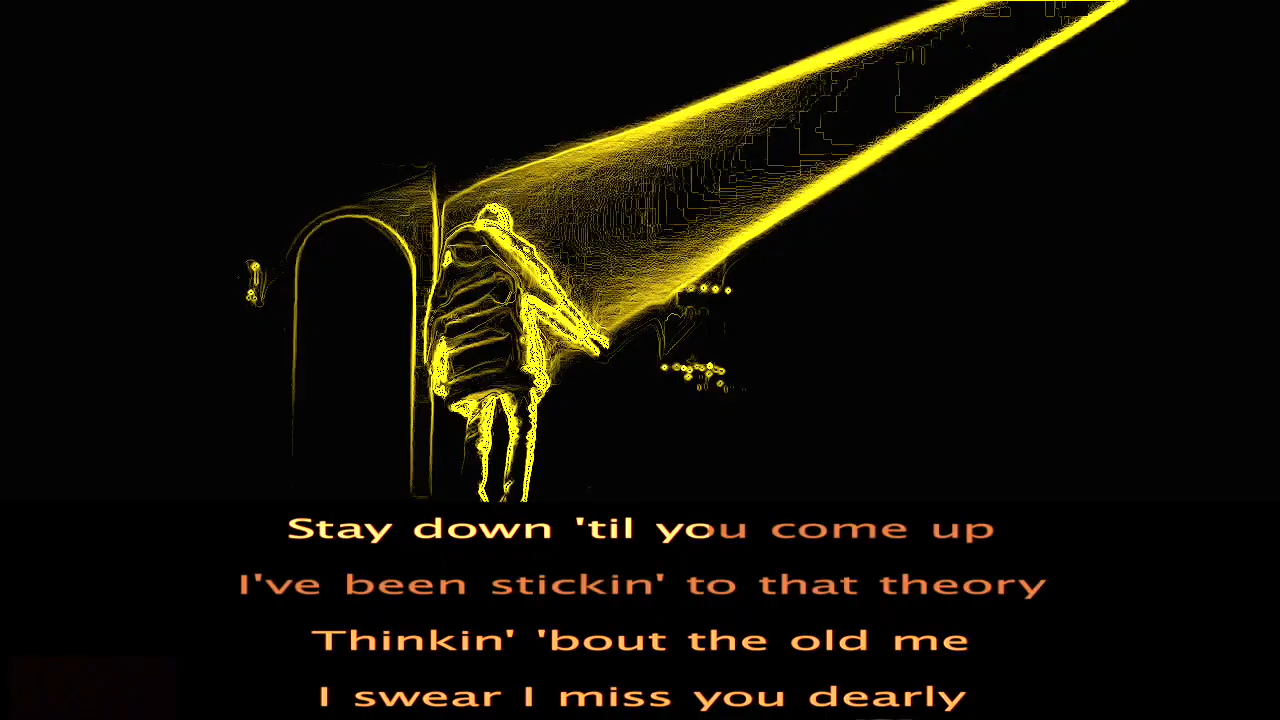 Stay down 'til you come up
I've been stickin' to that theory
Thinkin' 'bout the old me
I swear I miss you dearly